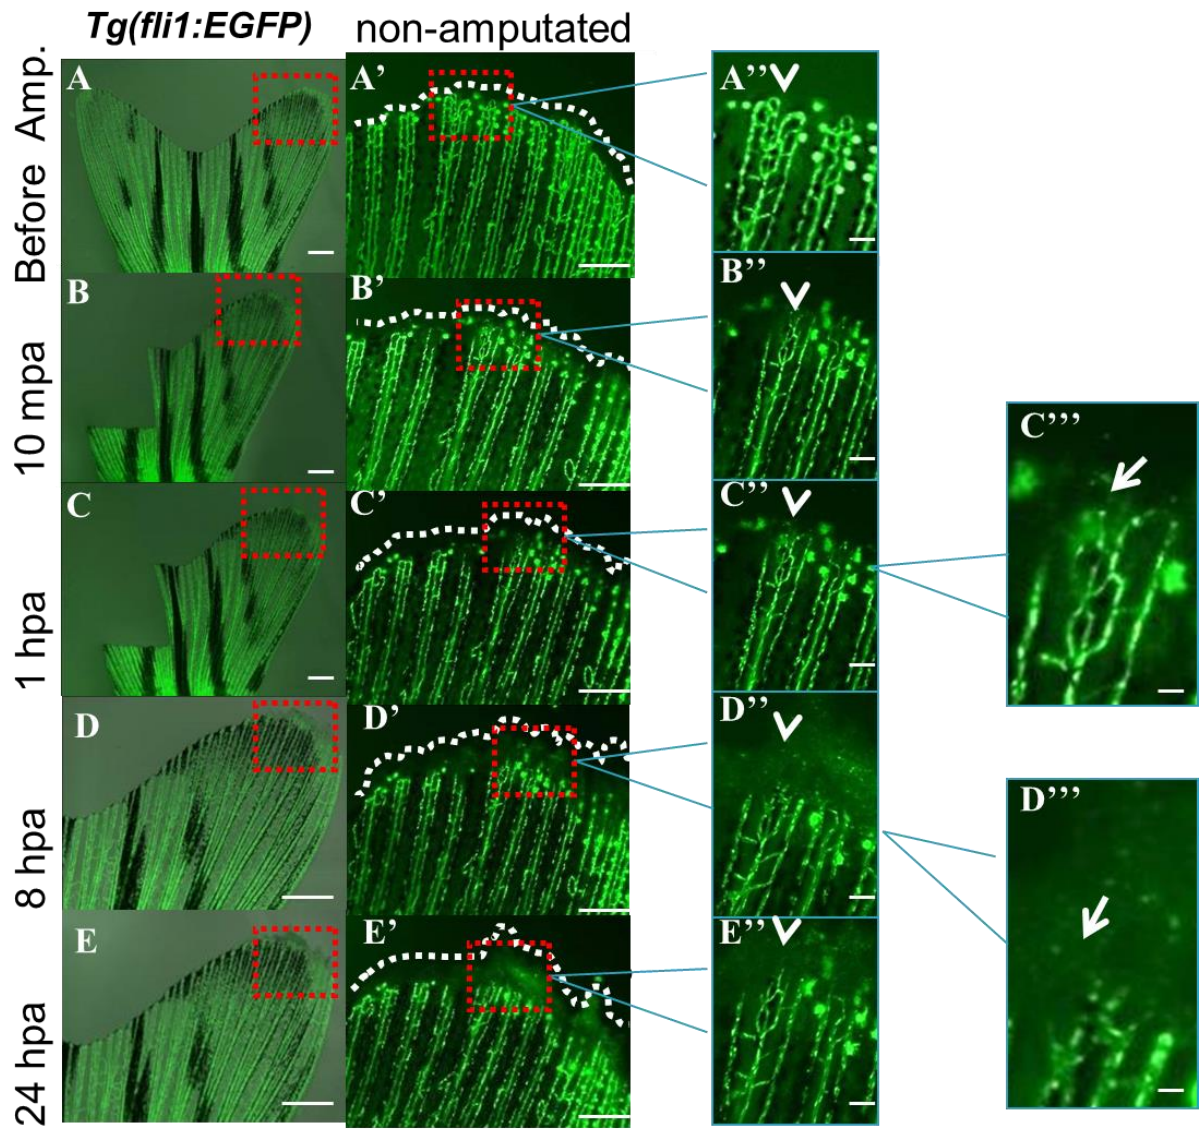 Tg(fli1:EGFP) non-amputated
Before Amp.
A A’ A’’
10 mpa
B B’ B’’
1 hpa
C C’ C’’ C’’’
8 hpa
D D’ D’’ D’’’
24 hpa
E E’ E’’